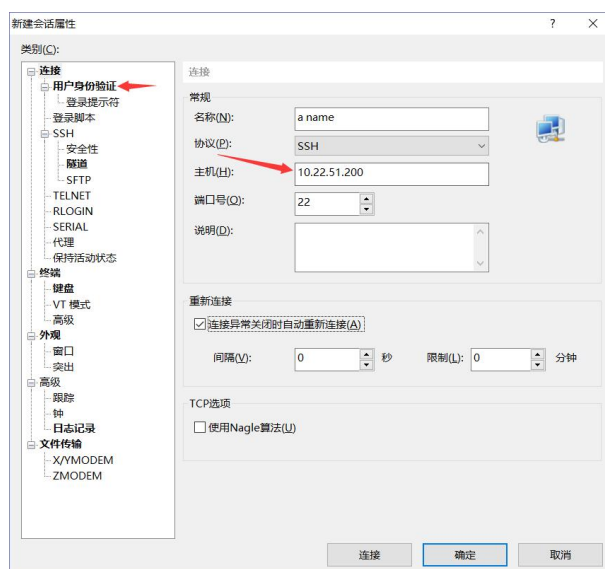 新建会话属性
?
×
类别(C):
连接
用户身份验证
登录提示符
登录脚本
SSH
安全性
隧道
SFTP
TELNET
RLOGIN
SERIAL
代理
保持活动状态
终端
键盘
VT 模式
高级
外观
窗口
突出
高级
跟踪
钟
日志记录
文件传输
X/YMODEM
ZMODEM
连接
常规
名称(N): a name
协议(P): SSH
主机(H): 10.22.51.200
端口号(O): 22
说明(D):
重新连接
连接异常关闭时自动重新连接(A)
间隔(V): 0 秒 限制(L): 0 分钟
TCP选项
使用Nagle算法(U)
连接 确定 取消